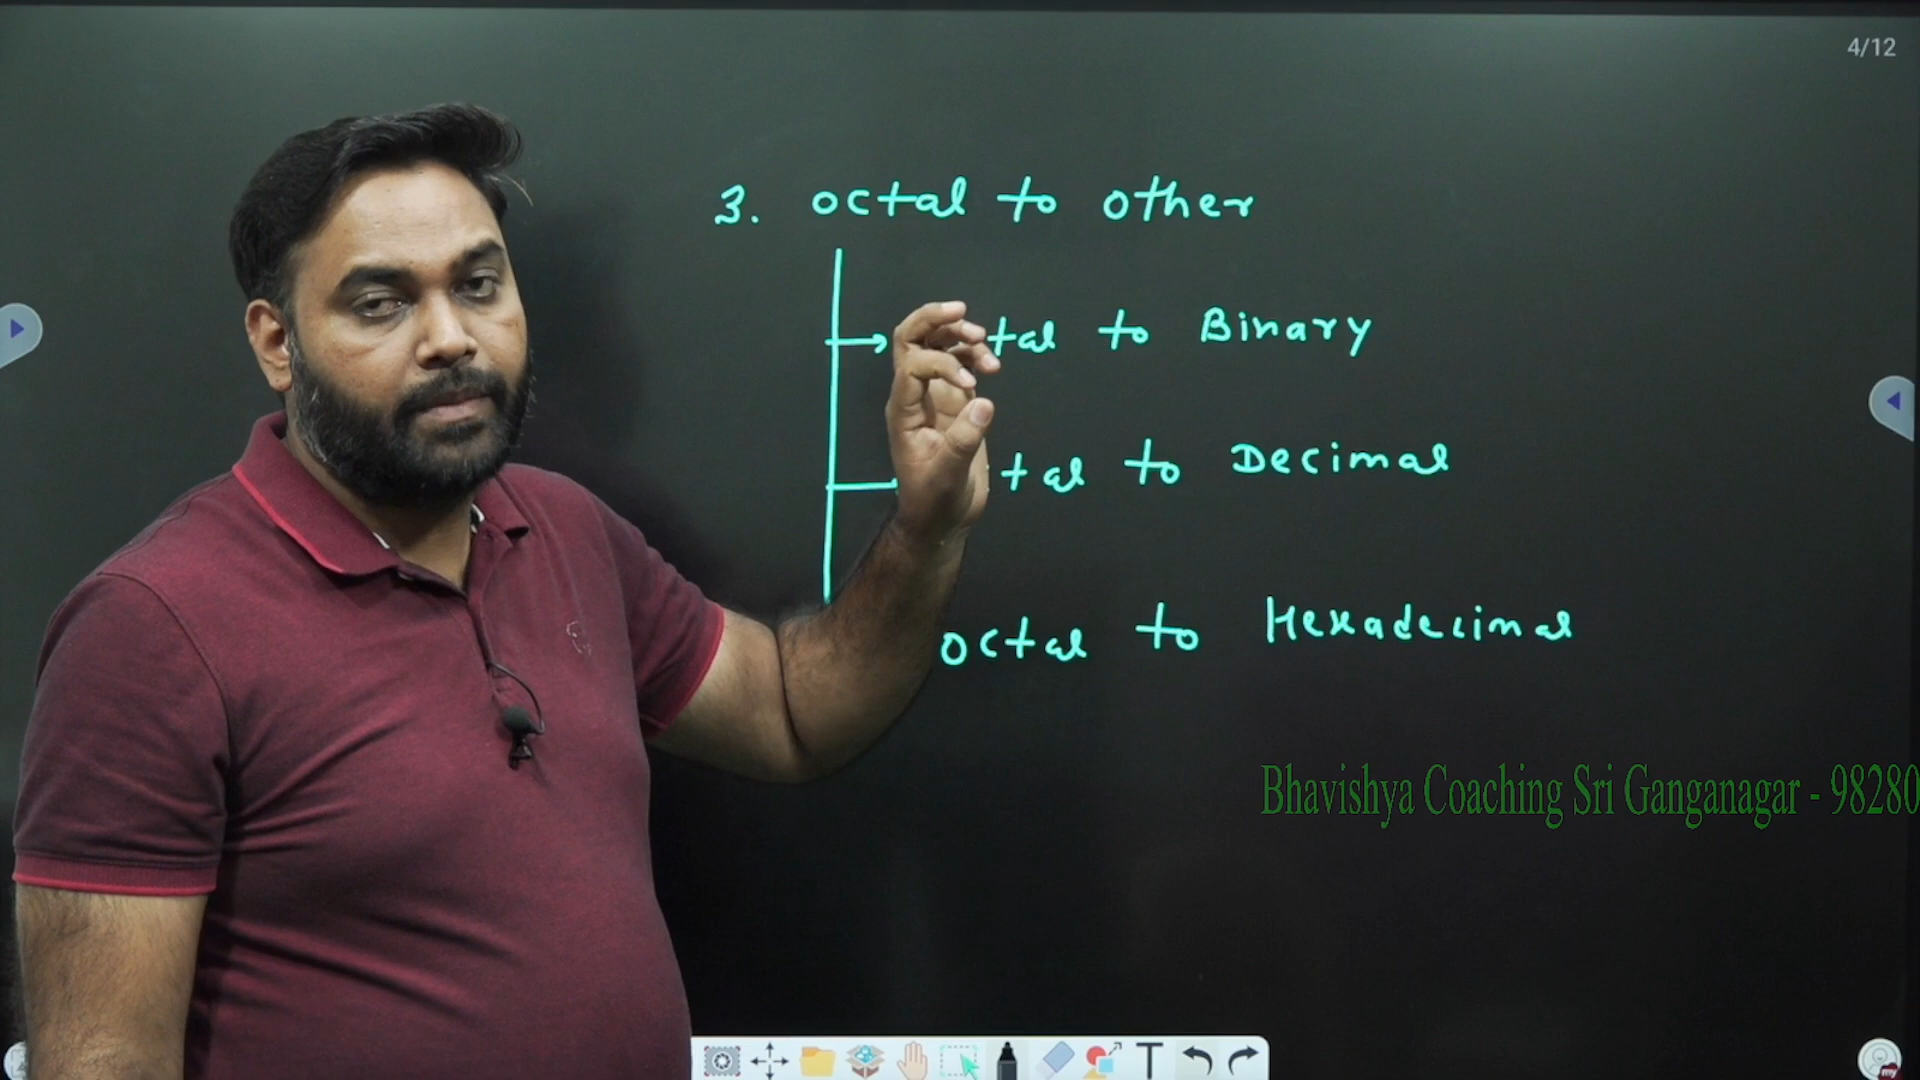 4/12
3. octal to other
tal to Binary
tal to Decimal
octal to Hexadecimal
Bhavishya Coaching Sri Ganganagar - 98280
T